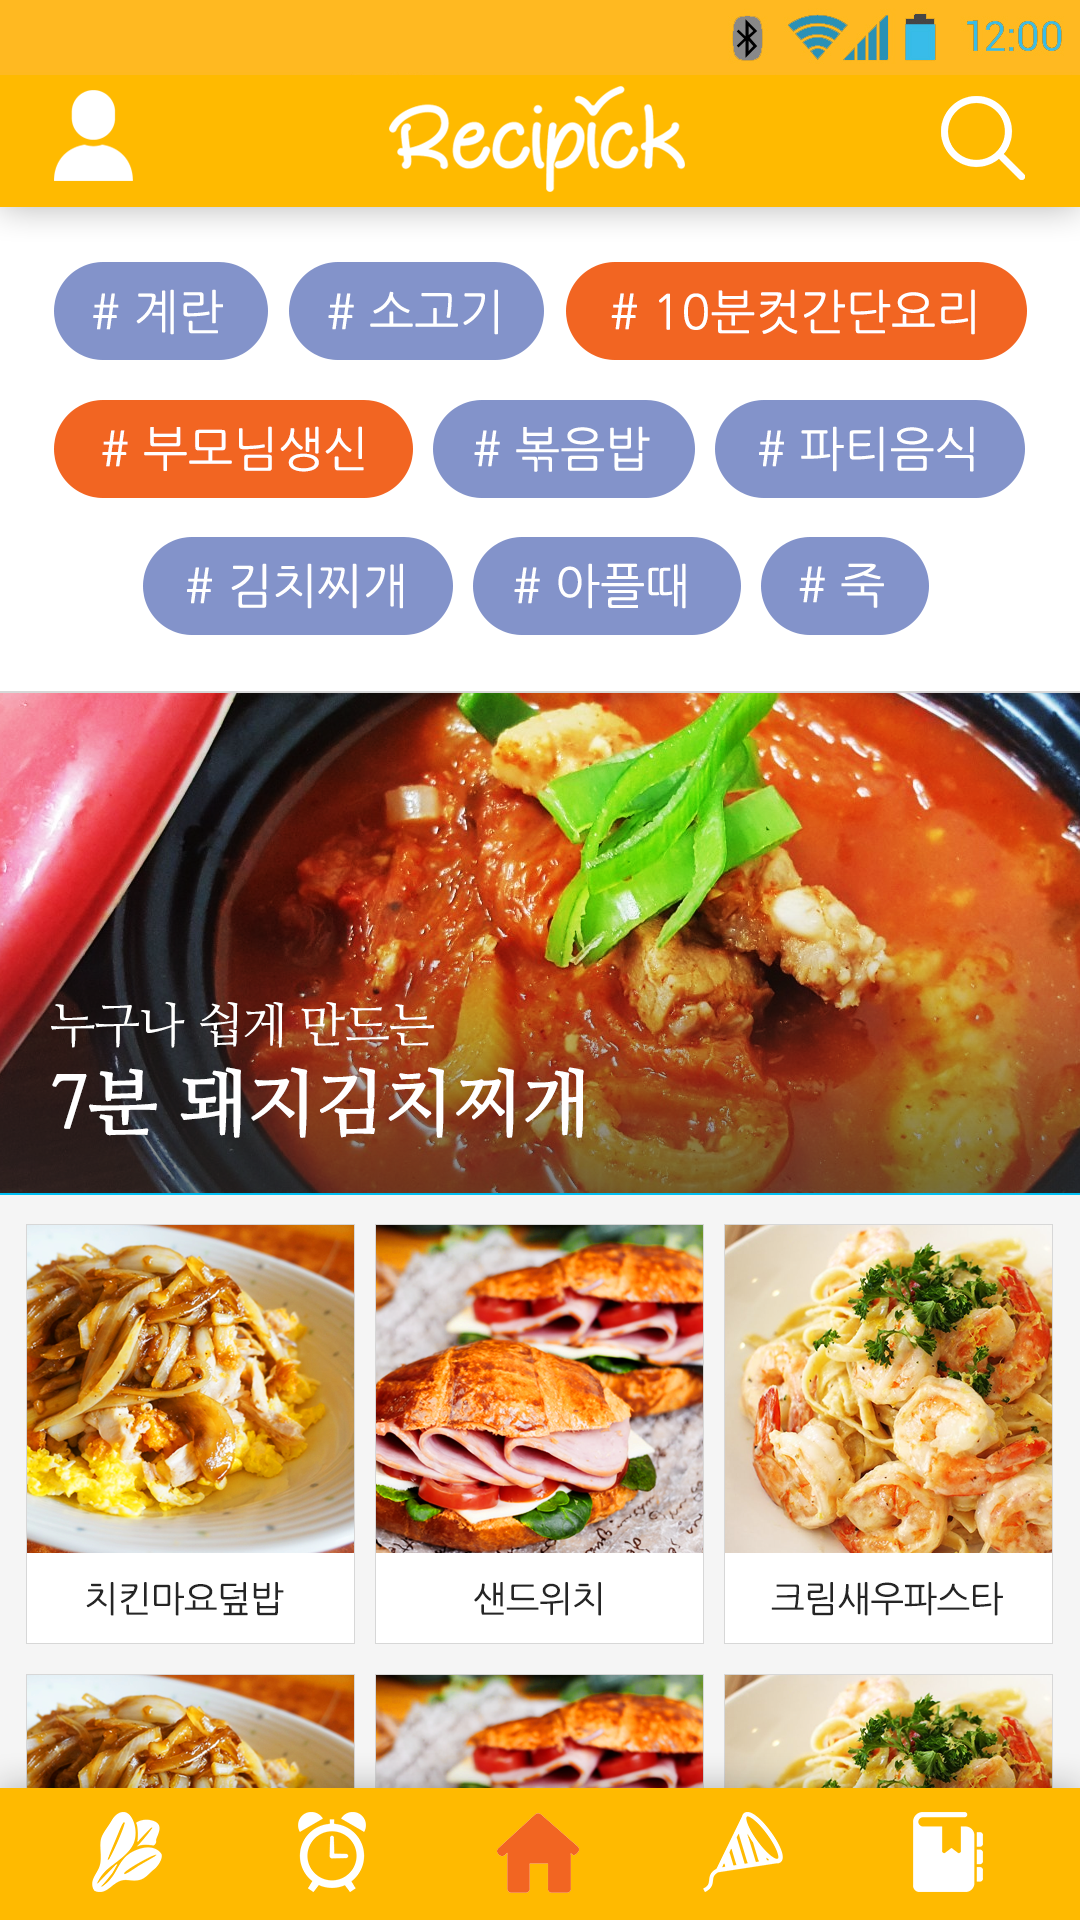 12:00
Recipick
# 계란 # 소고기 # 10분컷간단요리
# 부모님생신 # 볶음밥 # 파티음식
# 김치찌개 # 아플때 # 죽
누구나 쉽게 만드는
7분 돼지김치찌개
치킨마요덮밥 샌드위치 크림새우파스타